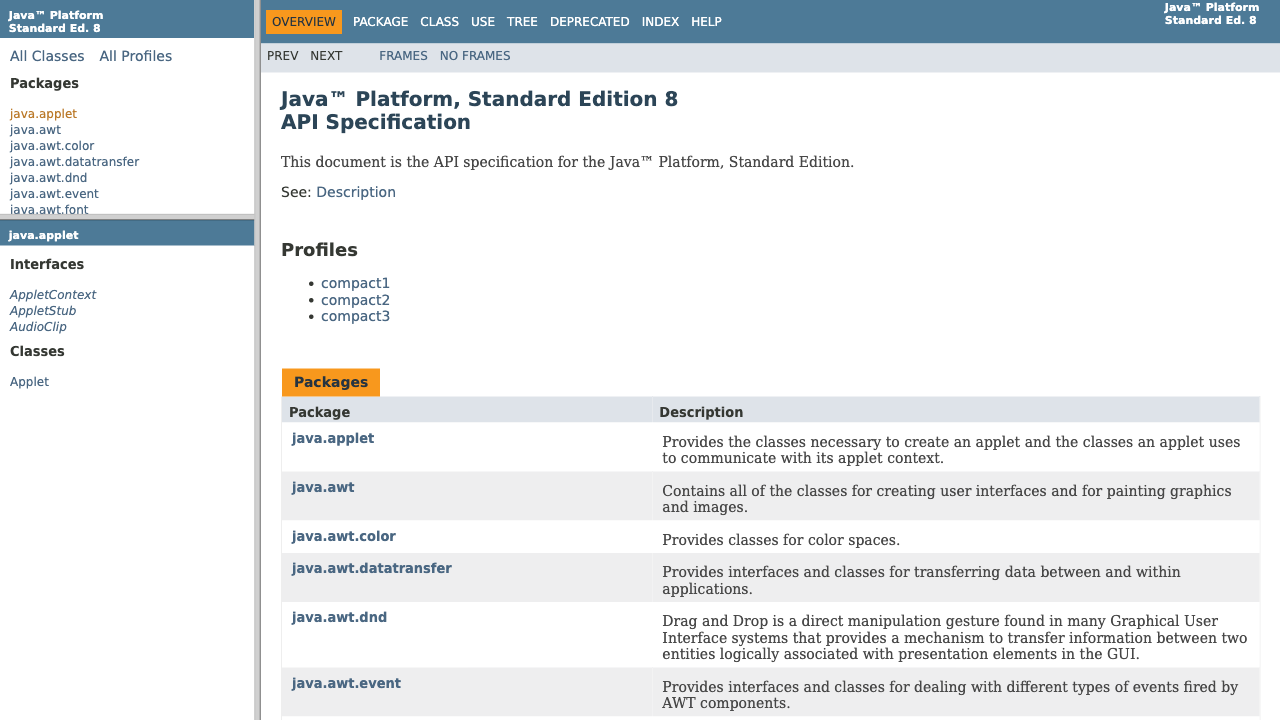 Java™ Platform
Standard Ed. 8
All Classes All Profiles
Packages
java.applet
java.awt
java.awt.color
java.awt.datatransfer
java.awt.dnd
java.awt.event
java.awt.font
java.applet
Interfaces
AppletContext
AppletStub
AudioClip
Classes
Applet
OVERVIEW PACKAGE CLASS USE TREE DEPRECATED INDEX HELP
Java™ Platform
Standard Ed. 8
PREV NEXT FRAMES NO FRAMES
Java™ Platform, Standard Edition 8
API Specification
This document is the API specification for the Java™ Platform, Standard Edition.
See: Description
Profiles
• compact1
• compact2
• compact3
Packages
Package Description
java.applet Provides the classes necessary to create an applet and the classes an applet uses
to communicate with its applet context.
java.awt Contains all of the classes for creating user interfaces and for painting graphics
and images.
java.awt.color Provides classes for color spaces.
java.awt.datatransfer Provides interfaces and classes for transferring data between and within
applications.
java.awt.dnd Drag and Drop is a direct manipulation gesture found in many Graphical User
Interface systems that provides a mechanism to transfer information between two
entities logically associated with presentation elements in the GUI.
java.awt.event Provides interfaces and classes for dealing with different types of events fired by
AWT components.